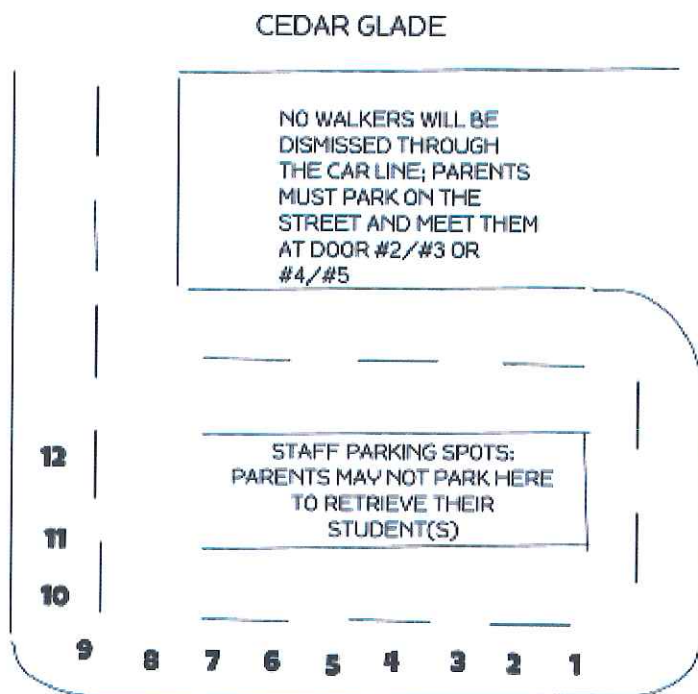 CEDAR GLADE
NO WALKERS WILL BE
DISMISSED THROUGH
THE CAR LINE; PARENTS
MUST PARK ON THE
STREET AND MEET THEM
AT DOOR #2/#3 OR
#4/#5
STAFF PARKING SPOTS:
PARENTS MAY NOT PARK HERE
TO RETRIEVE THEIR
STUDENT(S)
12
11
10
9 8 7 6 5 4 3 2 1